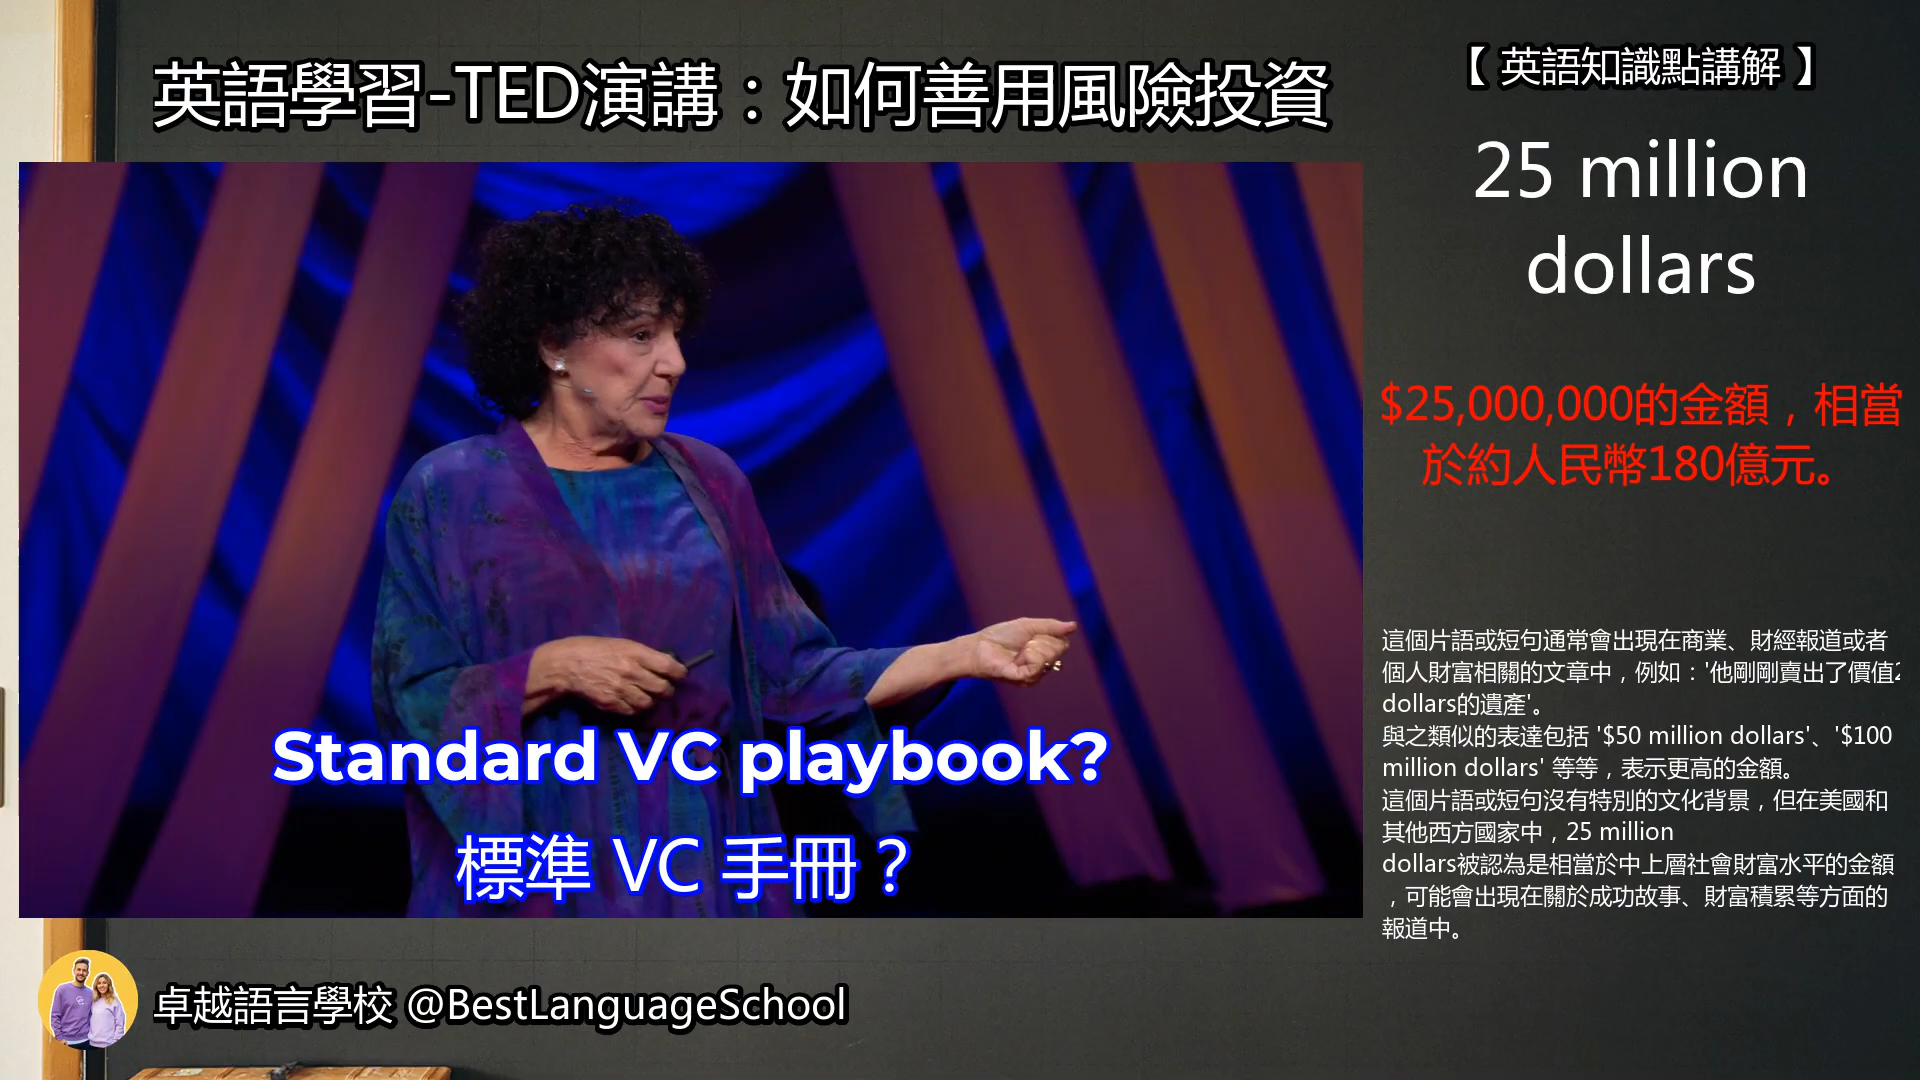 英語學習-TED演講：如何善用風險投資
Standard VC playbook?
標準 VC 手冊？
卓越語言學校 @BestLanguageSchool
【 英語知識點講解 】
25 million
dollars
$25,000,000的金額，相當
於約人民幣180億元。
這個片語或短句通常會出現在商業、財經報道或者
個人財富相關的文章中，例如：'他剛剛賣出了價值
dollars的遺產'。
與之類似的表達包括 '$50 million dollars'、'$100
million dollars' 等等，表示更高的金額。
這個片語或短句沒有特別的文化背景，但在美國和
其他西方國家中，25 million
dollars被認為是相當於中上層社會財富水平的金額
，可能會出現在關於成功故事、財富積累等方面的
報道中。